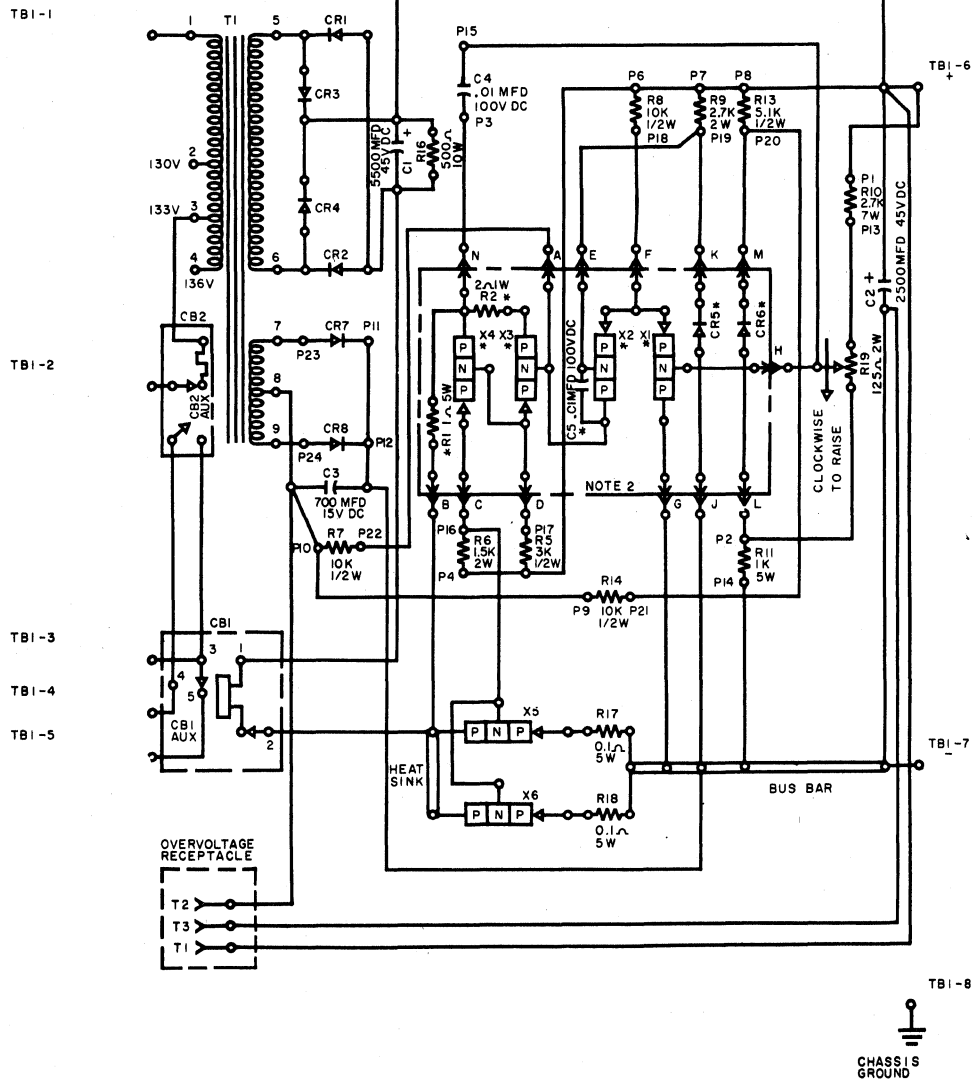 TB1-1
1
T1
5
CR1
CR3
2
130V
133V
3
4
136V
6
CR2
CR4
5500 MFD
45V DC
C1
+
R16
500Ω
10W
P15
C4
.01 MFD
100V DC
P3
P6
R8
10K
1/2W
P18
P7
R9
2.7K
2W
P19
P8
R13
5.1K
1/2W
P20
TB1-6
+
P1
R10
2.7K
7W
P13
C2 +
2500 MFD 45VDC
N
A
E
F
K
M
2Ω 1W
R2 *
X4
*
X3
*
P
N
P
P
N
P
C5 .01MFD 100VDC
*
P
N
P
X2
*
X1
*
P
N
P
CR5*
CR6*
H
R19
125Ω 2W
CLOCKWISE
TO RAISE
*R1 1Ω 5W
NOTE 2
B
C
D
G
J
L
CB2
TB1-2
CB2
AUX
7
P23
CR7
P11
8
9
P24
CR8
P12
C3
700 MFD
15V DC
P10
R7
P22
10K
1/2W
P16
R6
1.5K
2W
P4
P17
R5
3K
1/2W
P2
R11
1K
5W
P14
R14
P9 10K P21
1/2W
TB1-3
CB1
3
1
TB1-4
4
5
TB1-5
CB1
AUX
2
X5
P N P
R17
0.1Ω
5W
HEAT
SINK
X6
P N P
R18
0.1Ω
5W
BUS BAR
TB1-7
-
OVERVOLTAGE
RECEPTACLE
T2
T3
T1
TB1-8
CHASSIS
GROUND